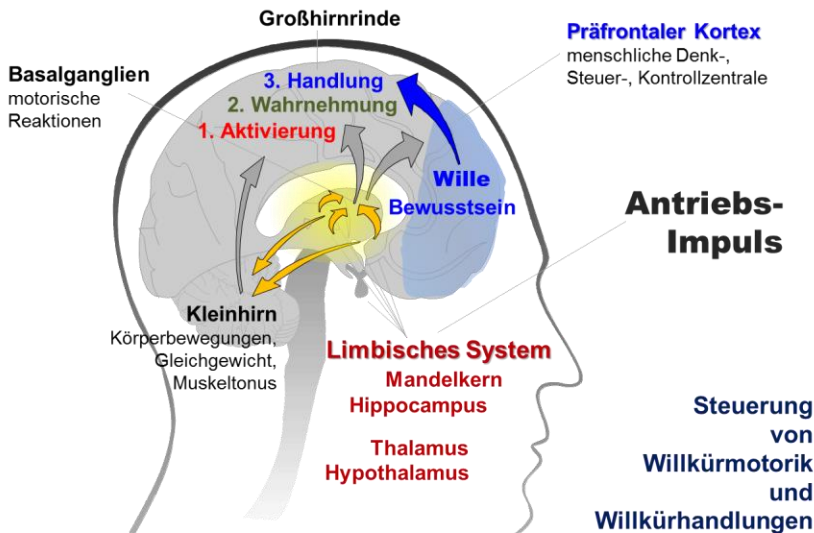 Großhirnrinde
Präfrontaler Kortex
menschliche Denk-,
Steuer-, Kontrollzentrale
Basalganglien
motorische
Reaktionen
3. Handlung
2. Wahrnehmung
1. Aktivierung
Wille
Bewusstsein
Antriebs-
Impuls
Kleinhirn
Körperbewegungen,
Gleichgewicht,
Muskeltonus
Limbisches System
Mandelkern
Hippocampus
Thalamus
Hypothalamus
Steuerung
von
Willkürmotorik
und
Willkürhandlungen